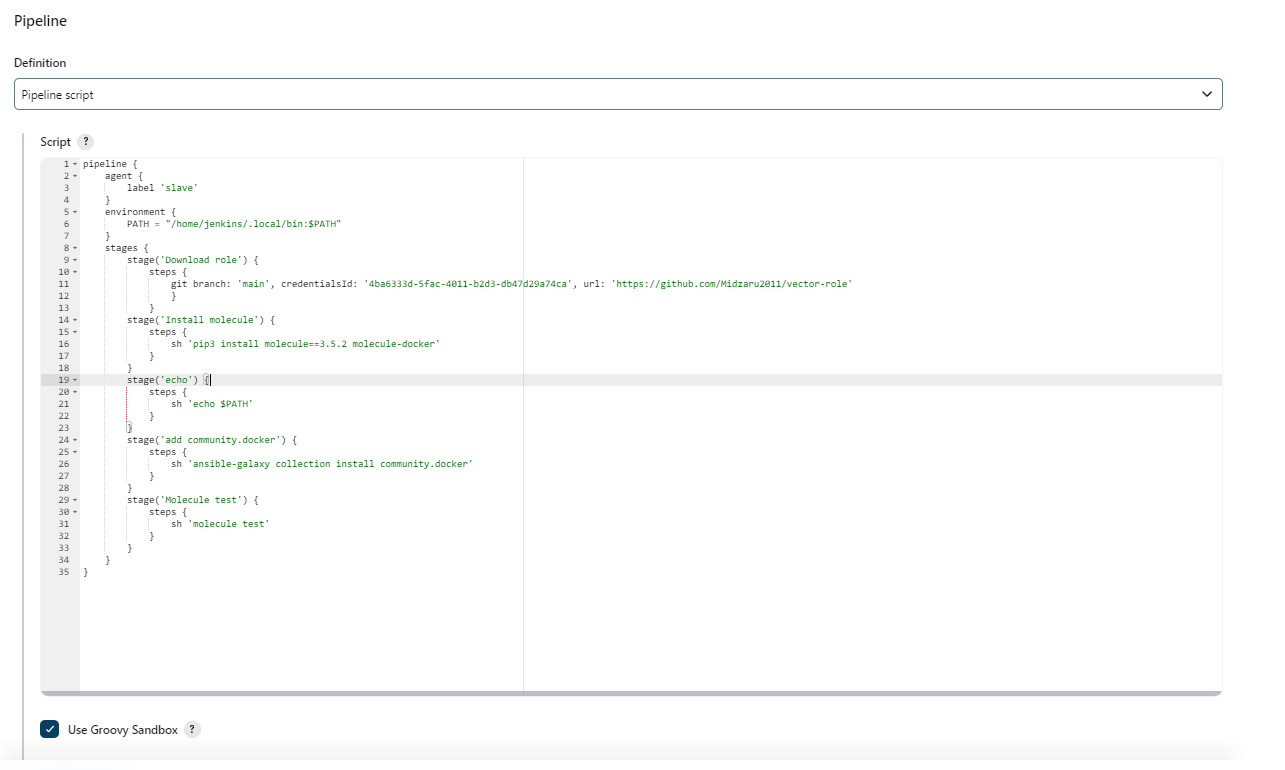 Pipeline
Definition
Pipeline script
Script ?
1 pipeline {
2 agent {
3 label 'slave'
4 }
5 environment {
6 PATH = "/home/jenkins/.local/bin:$PATH"
7 }
8 stages {
9 stage('Download role') {
10 steps {
11 git branch: 'main', credentialsId: '4ba6333d-5fac-4011-b2d3-db47d29a74ca', url: 'https://github.com/Midzaru2011/vector-role'
12 }
13 }
14 stage('Install molecule') {
15 steps {
16 sh 'pip3 install molecule==3.5.2 molecule-docker'
17 }
18 }
19 stage('echo') {
20 steps {
21 sh 'echo $PATH'
22 }
23 }
24 stage('add community.docker') {
25 steps {
26 sh 'ansible-galaxy collection install community.docker'
27 }
28 }
29 stage('Molecule test') {
30 steps {
31 sh 'molecule test'
32 }
33 }
34 }
35 }
Use Groovy Sandbox ?